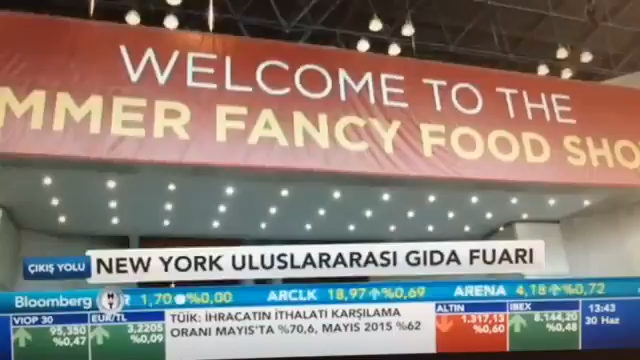 WELCOME TO THE
MMER FANCY FOOD SHO
ÇIKIŞ YOLU NEW YORK ULUSLARARASI GIDA FUARI
Bloomberg R 1,70 %0,00 ARCLK 18,97 %0,69 ARENA 4,18 %0,72
VIOP 30 EUR/TL TÜİK: İHRACATIN İTHALATI KARŞILAMA ALTIN IBEX 13:43
95,350 3,2205 ORANI MAYIS'TA %70,6, MAYIS 2015 %62 1.317,13 8.144,20 30 Haz
%0,47 %0,09 %0,60 %0,48